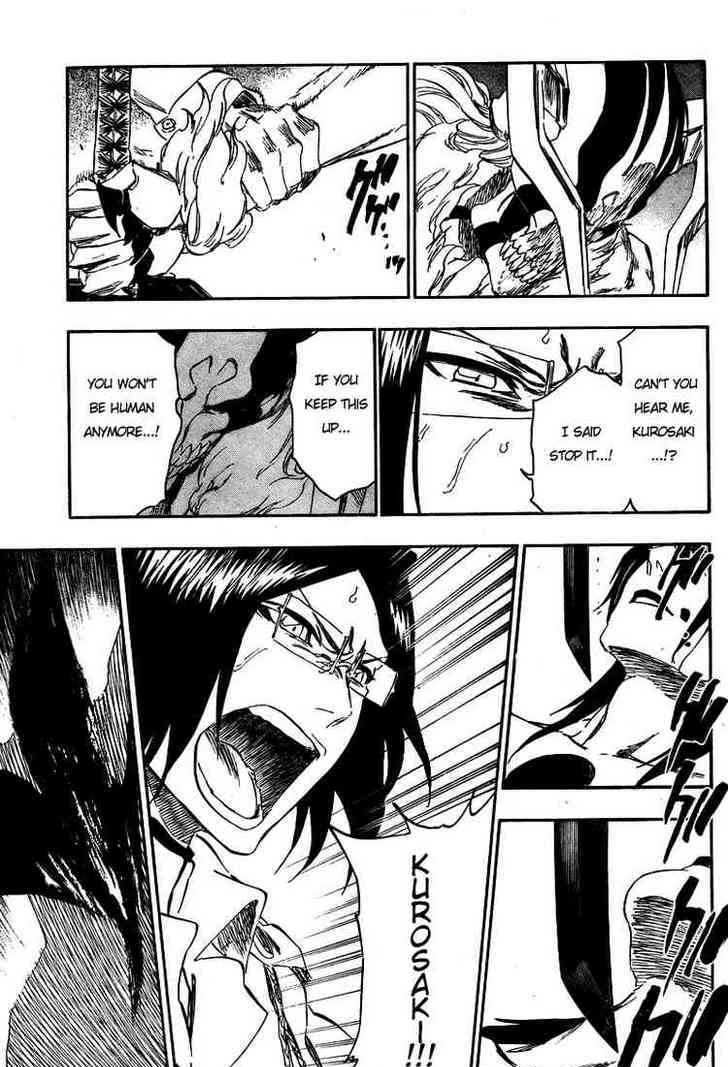 CAN'T YOU
HEAR ME,
KUROSAKI
...!?
I SAID
STOP IT...!
IF YOU
KEEP THIS
UP...
YOU WON'T
BE HUMAN
ANYMORE...!
KUROSAKI!!!